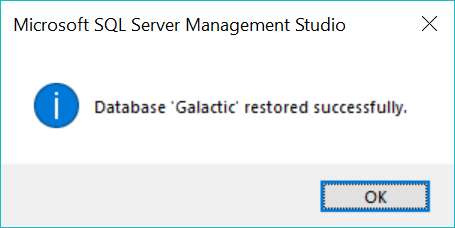 Microsoft SQL Server Management Studio
Database 'Galactic' restored successfully.
OK